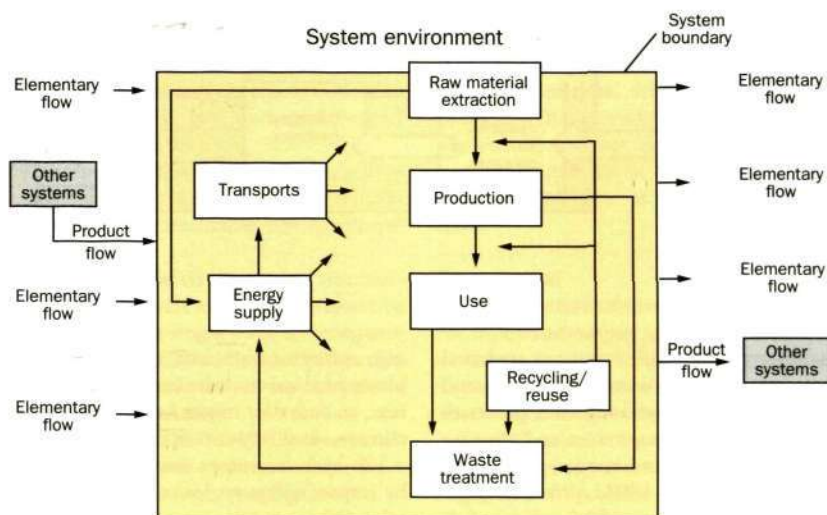 System environment
System
boundary
Elementary
flow
Raw material
extraction
Elementary
flow
Other
systems
Transports
Production
Elementary
flow
Product
flow
Elementary
flow
Energy
supply
Use
Elementary
flow
Product
flow
Other
systems
Recycling/
reuse
Elementary
flow
Waste
treatment